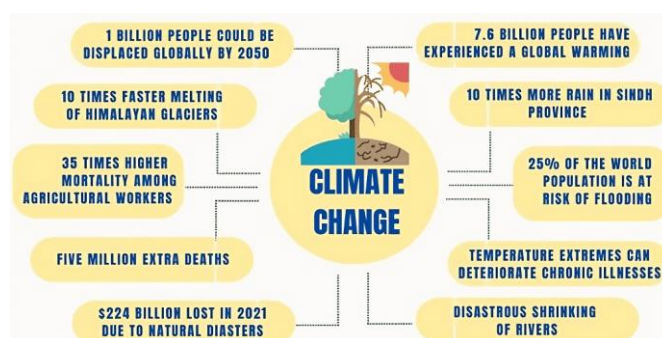 1 BILLION PEOPLE COULD BE
DISPLACED GLOBALLY BY 2050
7.6 BILLION PEOPLE HAVE
EXPERIENCED A GLOBAL WARMING
10 TIMES FASTER MELTING
OF HIMALAYAN GLACIERS
10 TIMES MORE RAIN IN SINDH
PROVINCE
35 TIMES HIGHER
MORTALITY AMONG
AGRICULTURAL WORKERS
CLIMATE
CHANGE
25% OF THE WORLD
POPULATION IS AT
RISK OF FLOODING
FIVE MILLION EXTRA DEATHS
TEMPERATURE EXTREMES CAN
DETERIORATE CHRONIC ILLNESSES
$224 BILLION LOST IN 2021
DUE TO NATURAL DIASTERS
DISASTROUS SHRINKING
OF RIVERS